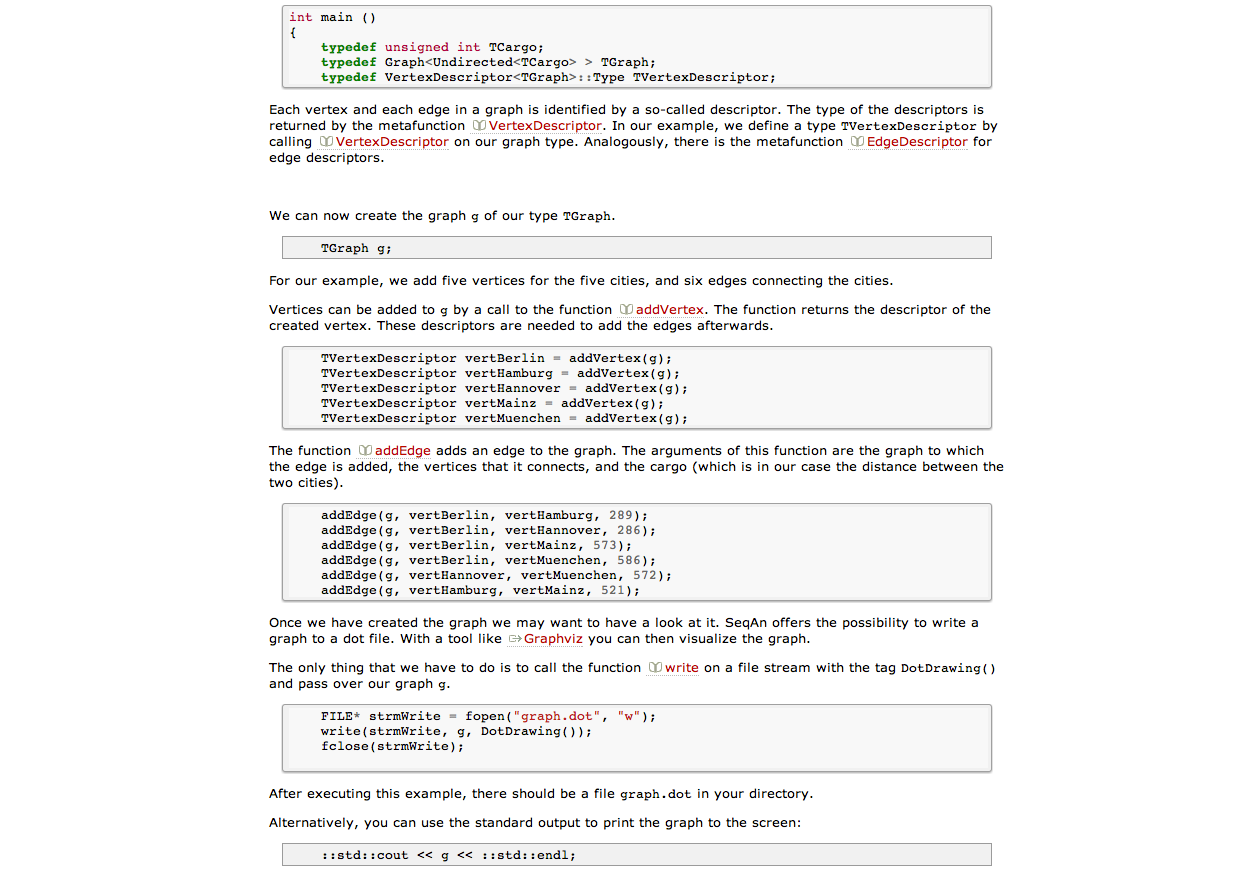 int main ()
{
    typedef unsigned int TCargo;
    typedef Graph<Undirected<TCargo> > TGraph;
    typedef VertexDescriptor<TGraph>::Type TVertexDescriptor;
Each vertex and each edge in a graph is identified by a so-called descriptor. The type of the descriptors is
returned by the metafunction VertexDescriptor. In our example, we define a type TVertexDescriptor by
calling VertexDescriptor on our graph type. Analogously, there is the metafunction EdgeDescriptor for
edge descriptors.
We can now create the graph g of our type TGraph.
    TGraph g;
For our example, we add five vertices for the five cities, and six edges connecting the cities.
Vertices can be added to g by a call to the function addVertex. The function returns the descriptor of the
created vertex. These descriptors are needed to add the edges afterwards.
    TVertexDescriptor vertBerlin = addVertex(g);
    TVertexDescriptor vertHamburg = addVertex(g);
    TVertexDescriptor vertHannover = addVertex(g);
    TVertexDescriptor vertMainz = addVertex(g);
    TVertexDescriptor vertMuenchen = addVertex(g);
The function addEdge adds an edge to the graph. The arguments of this function are the graph to which
the edge is added, the vertices that it connects, and the cargo (which is in our case the distance between the
two cities).
    addEdge(g, vertBerlin, vertHamburg, 289);
    addEdge(g, vertBerlin, vertHannover, 286);
    addEdge(g, vertBerlin, vertMainz, 573);
    addEdge(g, vertBerlin, vertMuenchen, 586);
    addEdge(g, vertHannover, vertMuenchen, 572);
    addEdge(g, vertHamburg, vertMainz, 521);
Once we have created the graph we may want to have a look at it. SeqAn offers the possibility to write a
graph to a dot file. With a tool like Graphviz you can then visualize the graph.
The only thing that we have to do is to call the function write on a file stream with the tag DotDrawing()
and pass over our graph g.
    FILE* strmWrite = fopen("graph.dot", "w");
    write(strmWrite, g, DotDrawing());
    fclose(strmWrite);
After executing this example, there should be a file graph.dot in your directory.
Alternatively, you can use the standard output to print the graph to the screen:
    ::std::cout << g << ::std::endl;